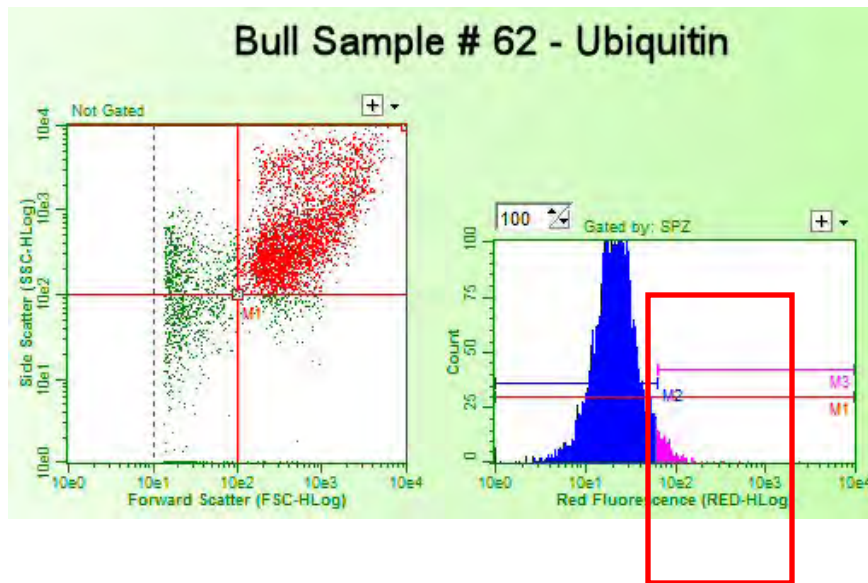 Bull Sample # 62 - Ubiquitin
Not Gated
+
10e4
10e3
10e2
10e1
10e0
Side Scatter (SSC-HLog)
M1
10e0 10e1 10e2 10e3 10e4
Forward Scatter (FSC-HLog)
100
Gated by: SPZ
+
100
75
50
25
0
Count
M3
M2
M1
10e0 10e1 10e2 10e3 10e4
Red Fluorescence (RED-HLog)